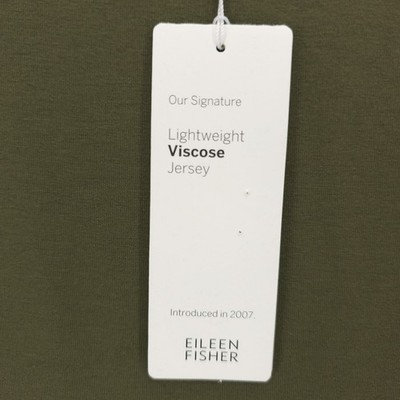 Our Signature
Lightweight
Viscose
Jersey
Introduced in 2007.
EILEEN
FISHER